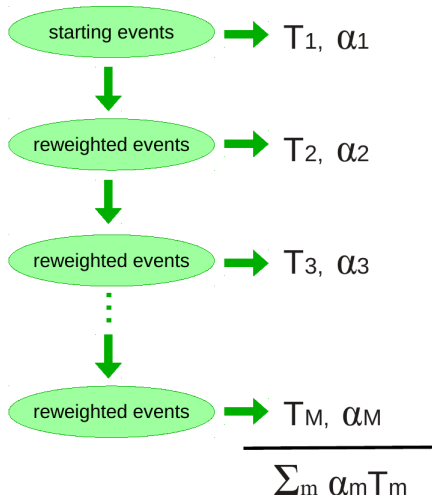 starting events T1, α1
reweighted events T2, α2
reweighted events T3, α3
reweighted events TM, αM
Σm αmTm